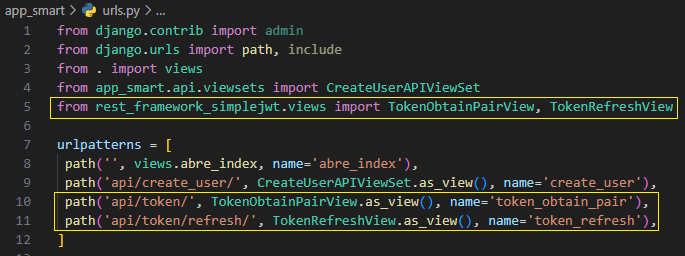 app_smart > urls.py > ...
1 from django.contrib import admin
2 from django.urls import path, include
3 from . import views
4 from app_smart.api.viewsets import CreateUserAPIViewSet
5 from rest_framework_simplejwt.views import TokenObtainPairView, TokenRefreshView
6
7 urlpatterns = [
8 path('', views.abre_index, name='abre_index'),
9 path('api/create_user/', CreateUserAPIViewSet.as_view(), name='create_user'),
10 path('api/token/', TokenObtainPairView.as_view(), name='token_obtain_pair'),
11 path('api/token/refresh/', TokenRefreshView.as_view(), name='token_refresh'),
12 ]
13